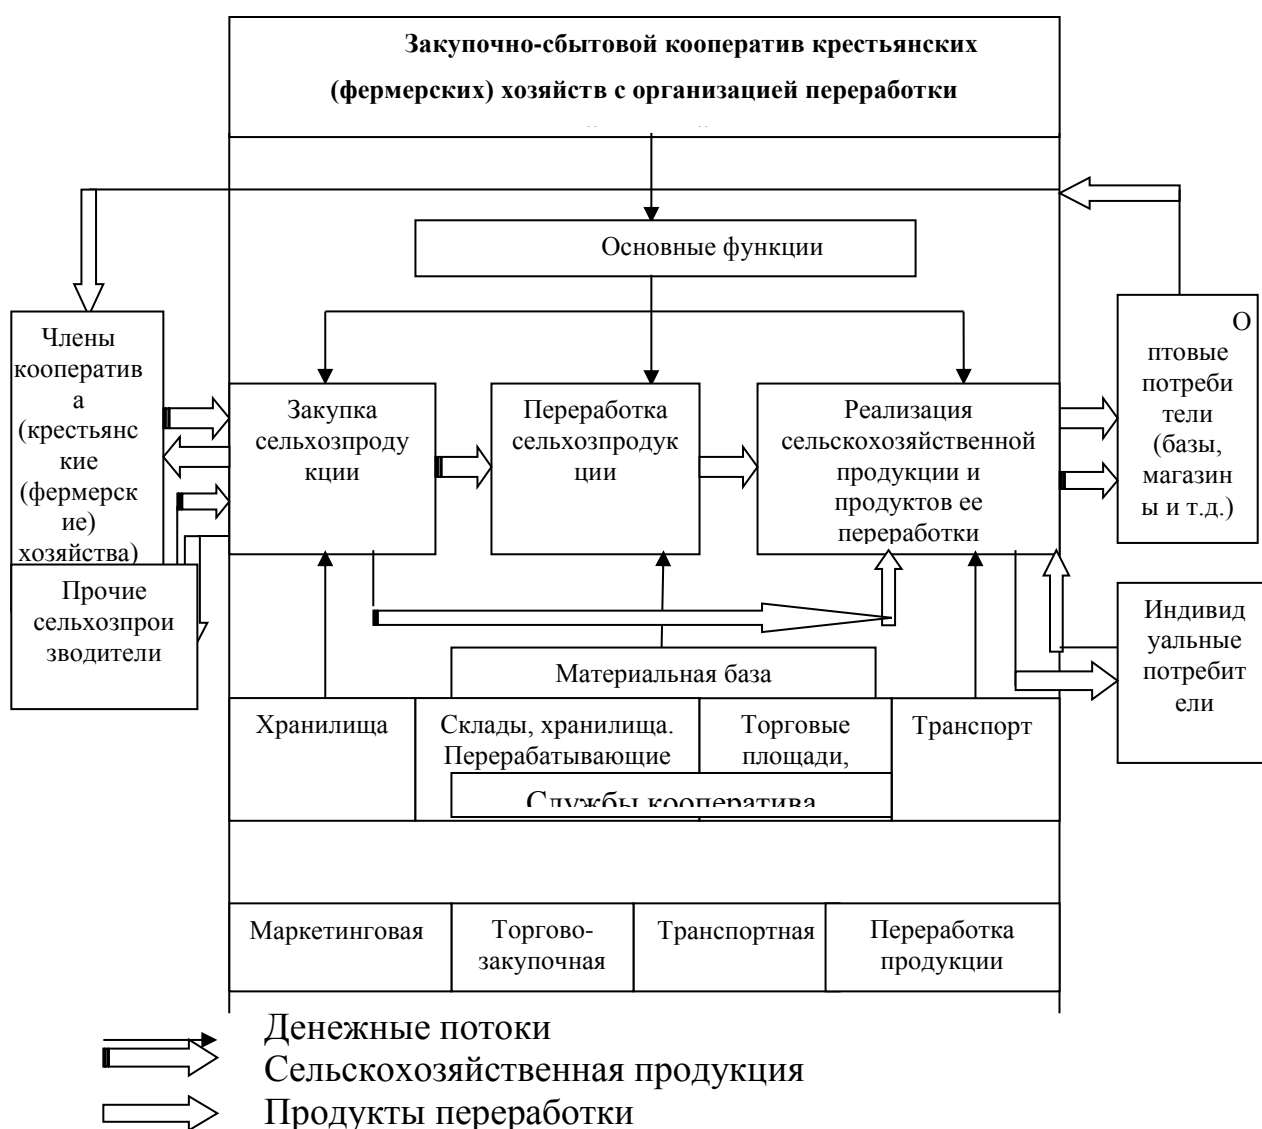 Закупочно-сбытовой кооператив крестьянских
(фермерских) хозяйств с организацией переработки
Основные функции
Члены
кооператив
а
(крестьянс
кие
(фермерск
ие)
хозяйства)
Закупка
сельхозпроду
кции
Переработка
сельхозпродук
ции
Реализация
сельскохозяйственной
продукции и
продуктов ее
переработки
О
птовые
потреби
тели
(базы,
магазин
ы и т.д.)
Прочие
сельхозпрои
зводители
Индивид
уальные
потребит
ели
Материальная база
Хранилища
Склады, хранилища.
Перерабатывающие
Торговые
площади,
Транспорт
Службы кооператива
Маркетинговая
Торгово-
закупочная
Транспортная
Переработка
продукции
Денежные потоки
Сельскохозяйственная продукция
Продукты переработки